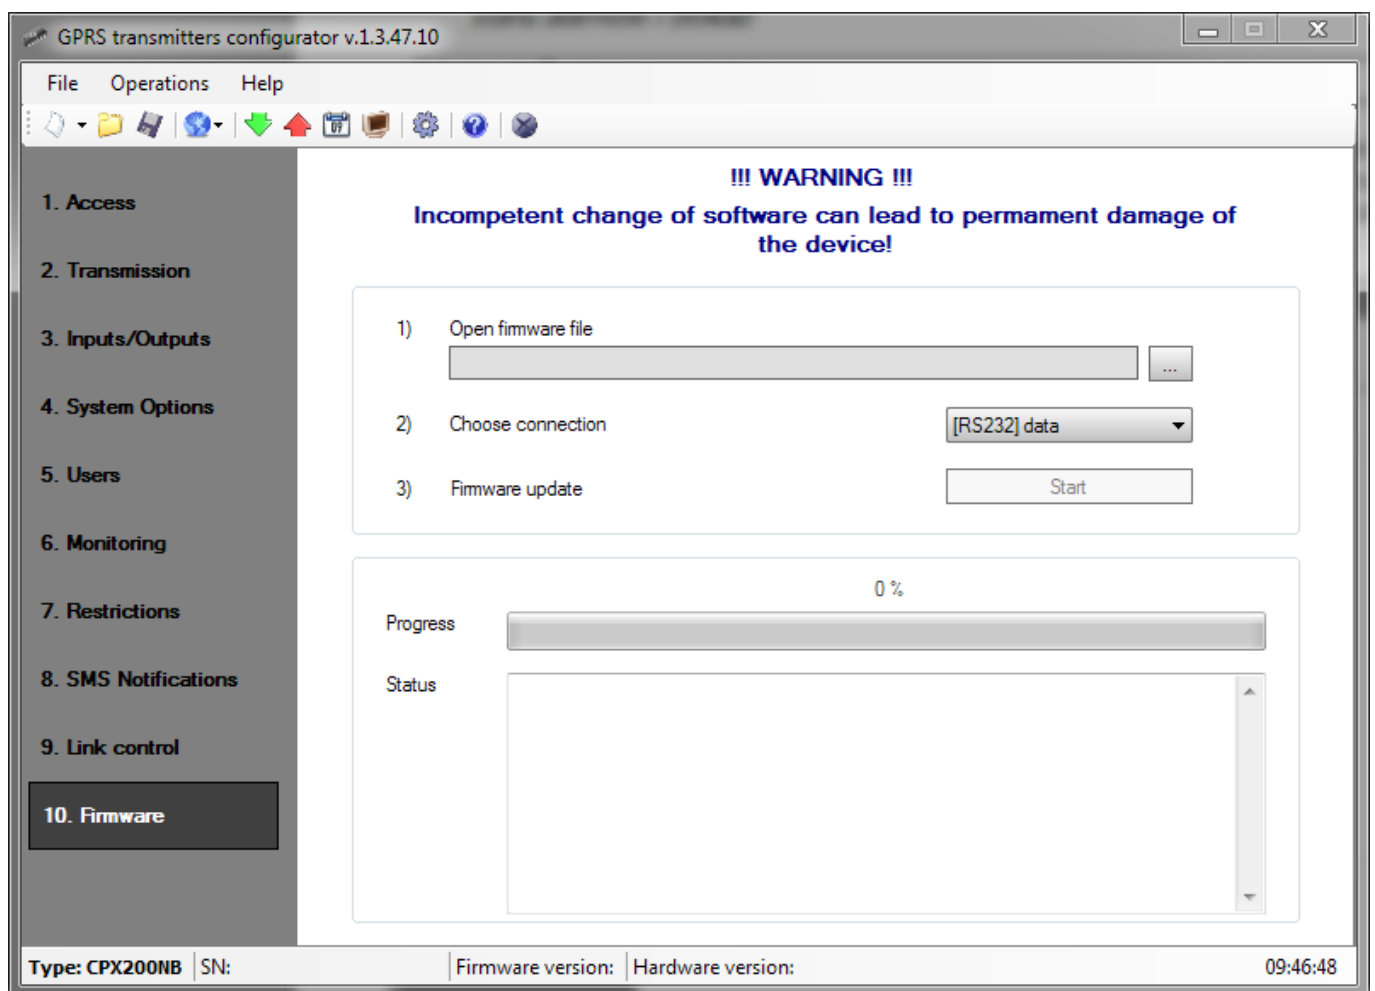 GPRS transmitters configurator v.1.3.47.10
File Operations Help
1. Access
2. Transmission
3. Inputs/Outputs
4. System Options
5. Users
6. Monitoring
7. Restrictions
8. SMS Notifications
9. Link control
10. Firmware
!!! WARNING !!!
Incompetent change of software can lead to permament damage of
the device!
1) Open firmware file
...
2) Choose connection [RS232] data
3) Firmware update Start
0 %
Progress
Status
Type: CPX200NB SN: Firmware version: Hardware version: 09:46:48